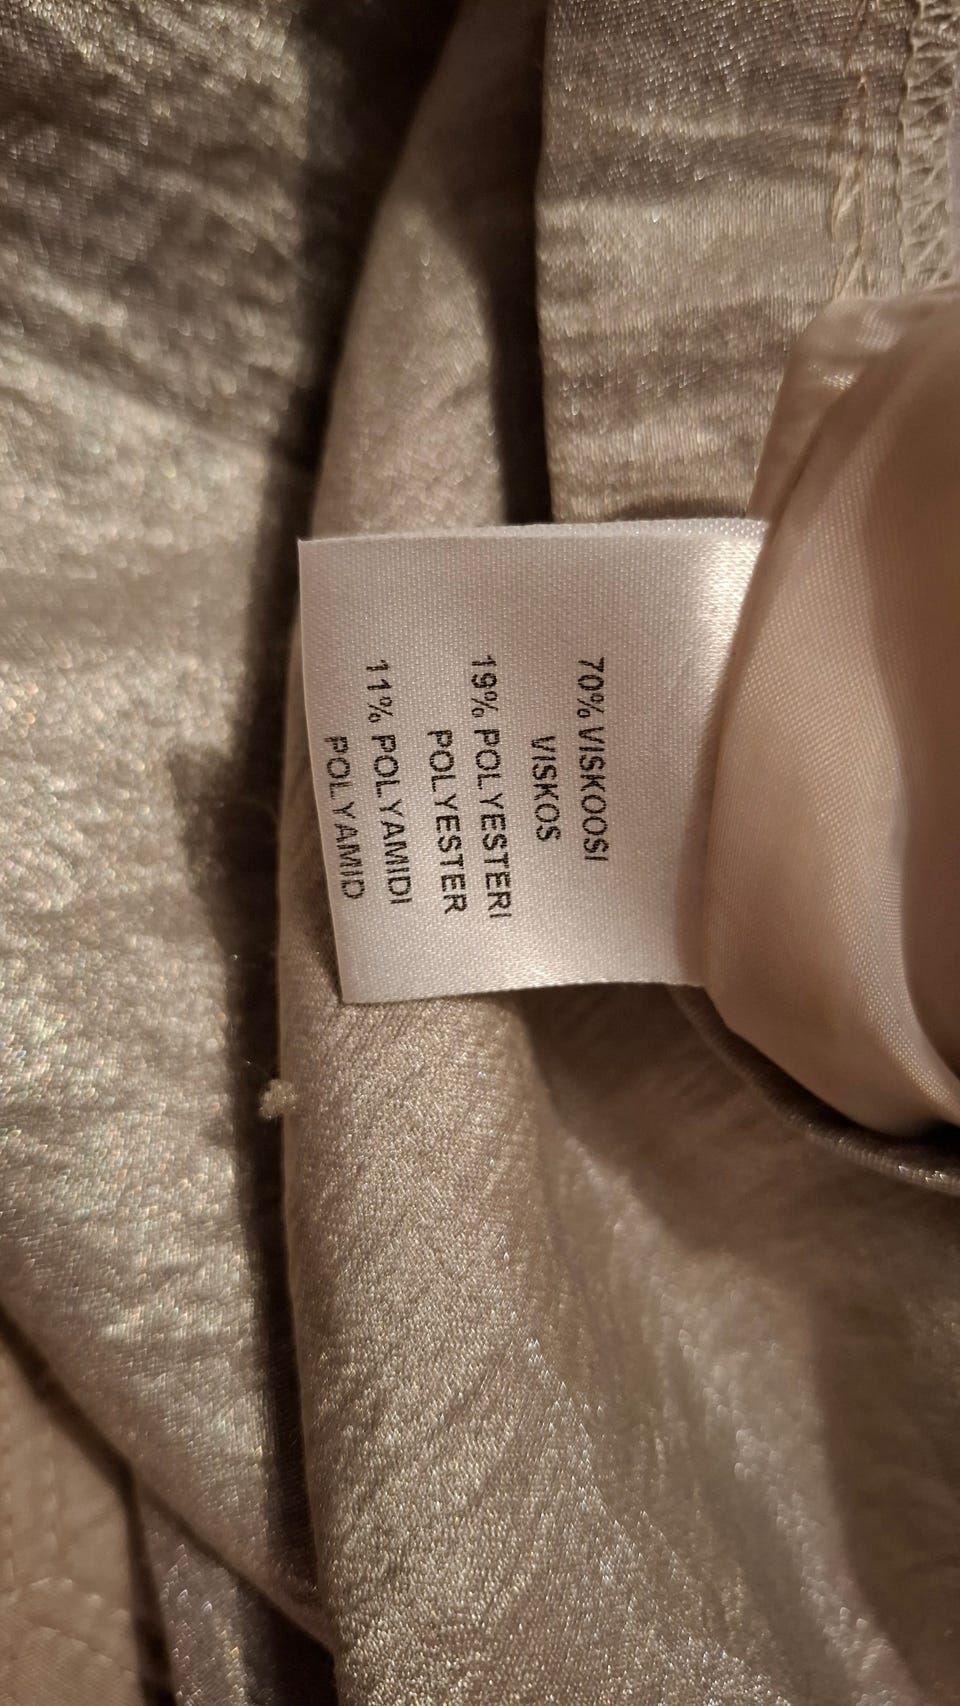 70% VISKOOSI
VISKOS
19% POLYESTERI
POLYESTER
11% POLYAMIDI
POLYAMID